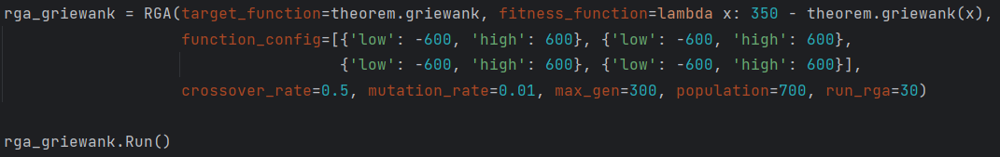 rga_griewank = RGA(target_function=theorem.griewank, fitness_function=lambda x: 350 - theorem.griewank(x),
function_config=[{'low': -600, 'high': 600}, {'low': -600, 'high': 600},
{'low': -600, 'high': 600}, {'low': -600, 'high': 600}],
crossover_rate=0.5, mutation_rate=0.01, max_gen=300, population=700, run_rga=30)
rga_griewank.Run()